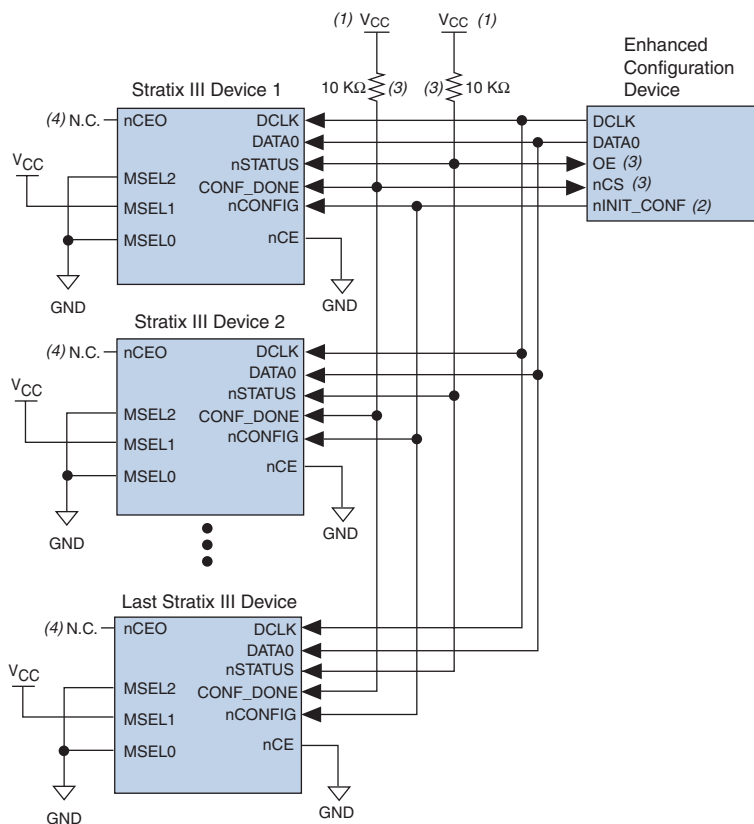 (1) VCC
VCC (1)
Enhanced
Configuration
Device
10 KΩ (3)
(3) 10 KΩ
Stratix III Device 1
(4) N.C.
nCEO
DCLK
DATA0
nSTATUS
CONF_DONE
nCONFIG
nCE
VCC
MSEL2
MSEL1
MSEL0
GND
GND
DCLK
DATA0
OE (3)
nCS (3)
nINIT_CONF (2)
Stratix III Device 2
(4) N.C.
nCEO
DCLK
DATA0
nSTATUS
CONF_DONE
nCONFIG
nCE
VCC
MSEL2
MSEL1
MSEL0
GND
GND
Last Stratix III Device
(4) N.C.
nCEO
DCLK
DATA0
nSTATUS
CONF_DONE
nCONFIG
nCE
VCC
MSEL2
MSEL1
MSEL0
GND
GND